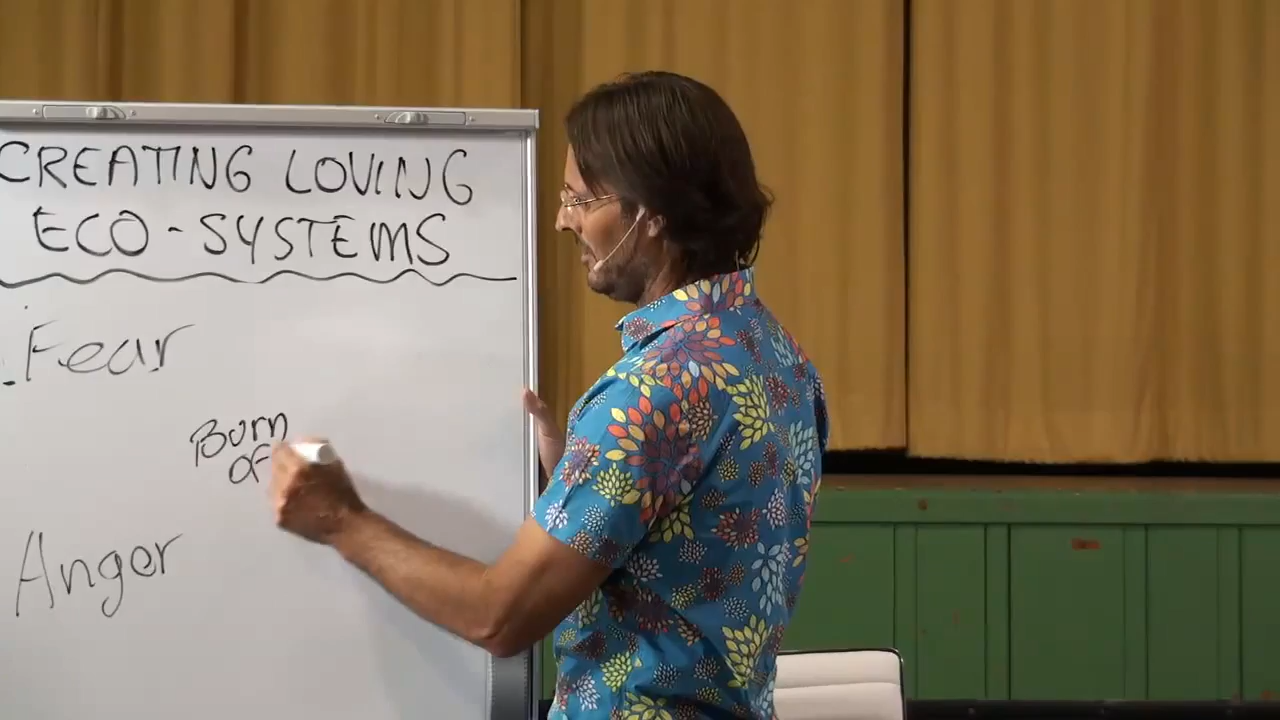 CREATING LOVING
ECO-SYSTEMS
Fear
Born
of
Anger